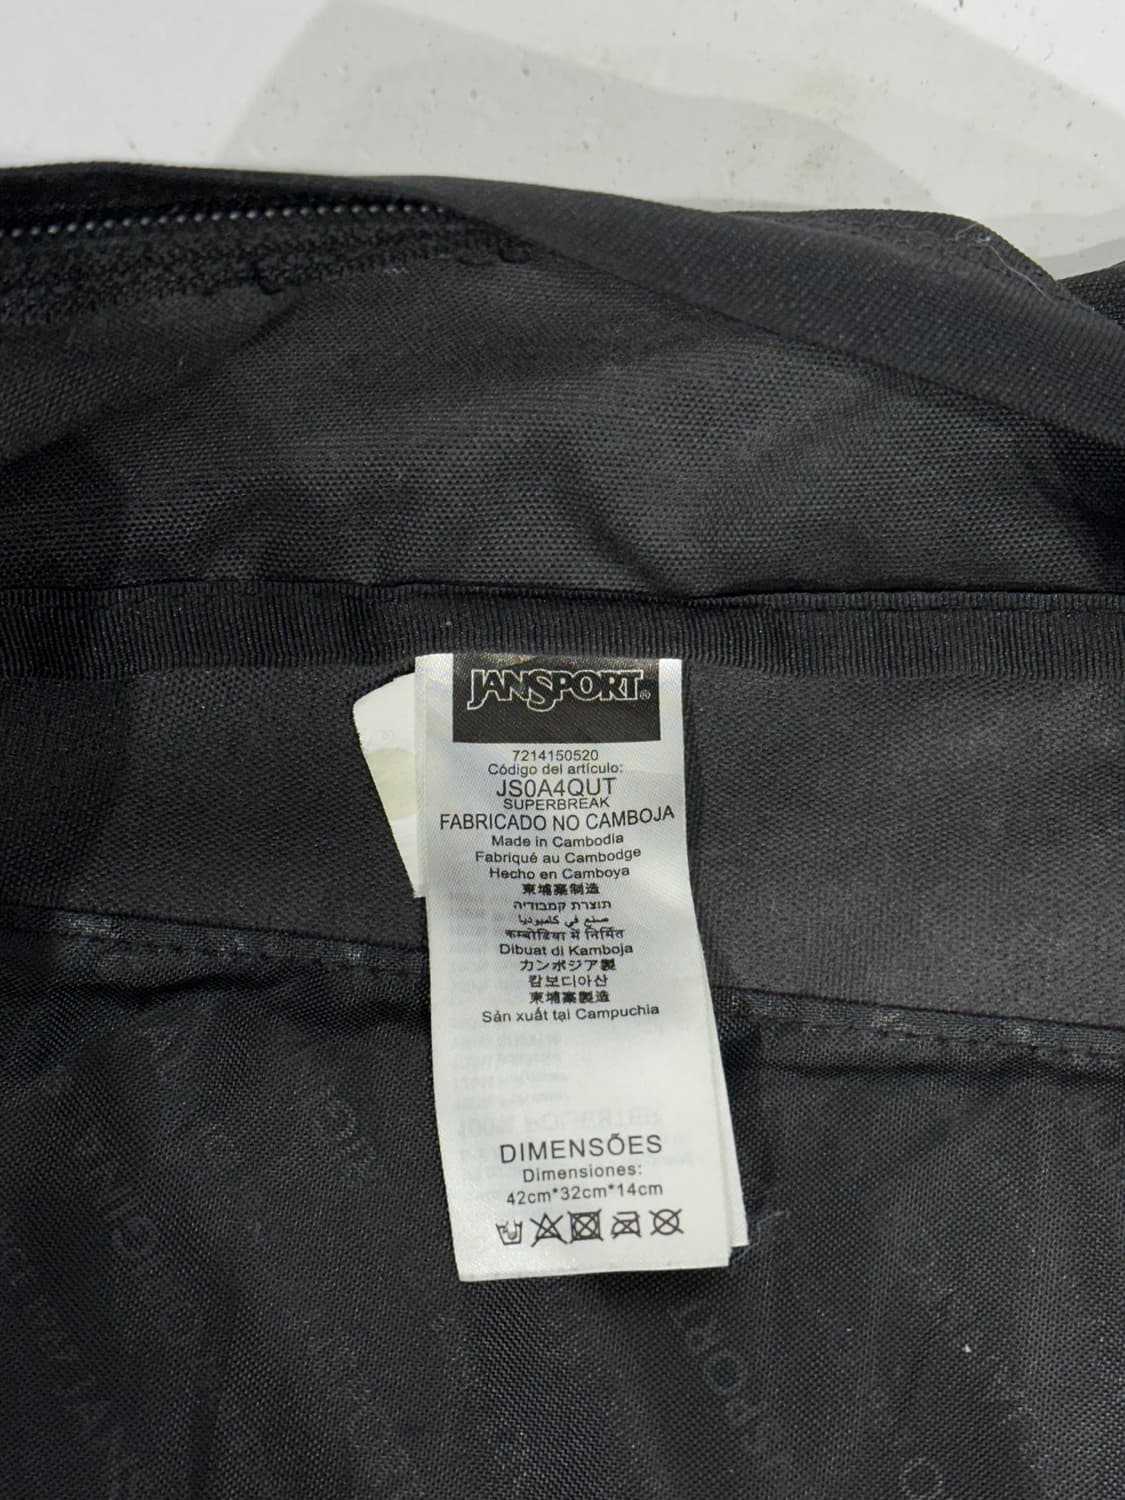 JANSPORT®
7214150520
Código del artículo:
JS0A4QUT
SUPERBREAK
FABRICADO NO CAMBOJA
Made in Cambodia
Fabriqué au Cambodge
Hecho en Camboya
柬埔寨制造
תוצרת קמבודיה
صنع في كامبوديا
कम्बोडिया में निर्मित
Dibuat di Kamboja
カンボジア製
캄보디아산
柬埔寨製造
Sản xuất tại Campuchia
DIMENSÕES
Dimensiones:
42cm*32cm*14cm